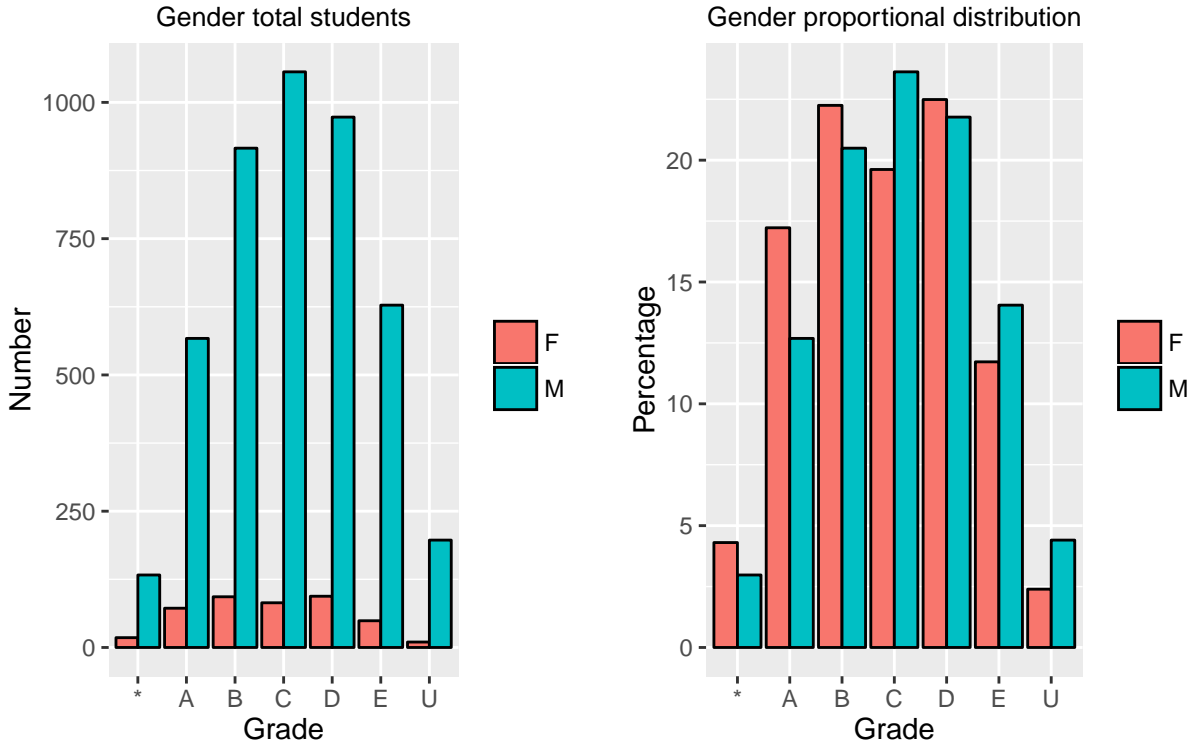 Gender total students
Number
1000
750
500
250
0
* A B C D E U
Grade
F
M
Gender proportional distribution
Percentage
20
15
10
5
0
* A B C D E U
Grade
F
M